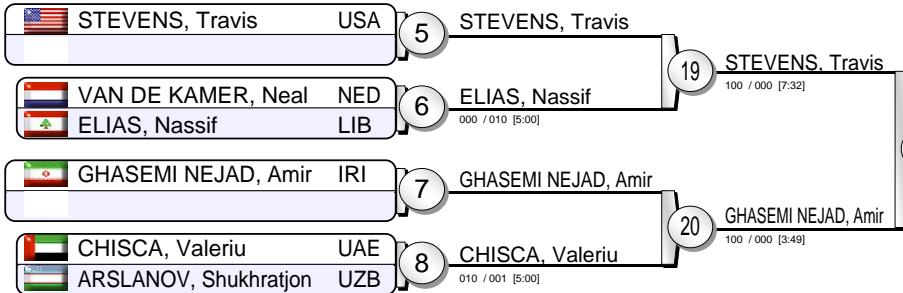 STEVENS, Travis USA
5
STEVENS, Travis
19
STEVENS, Travis
100 / 000 [7:32]
VAN DE KAMER, Neal NED
ELIAS, Nassif LIB
6
ELIAS, Nassif
000 / 010 [5:00]
GHASEMI NEJAD, Amir IRI
7
GHASEMI NEJAD, Amir
20
GHASEMI NEJAD, Amir
100 / 000 [3:49]
CHISCA, Valeriu UAE
ARSLANOV, Shukhratjon UZB
8
CHISCA, Valeriu
010 / 001 [5:00]